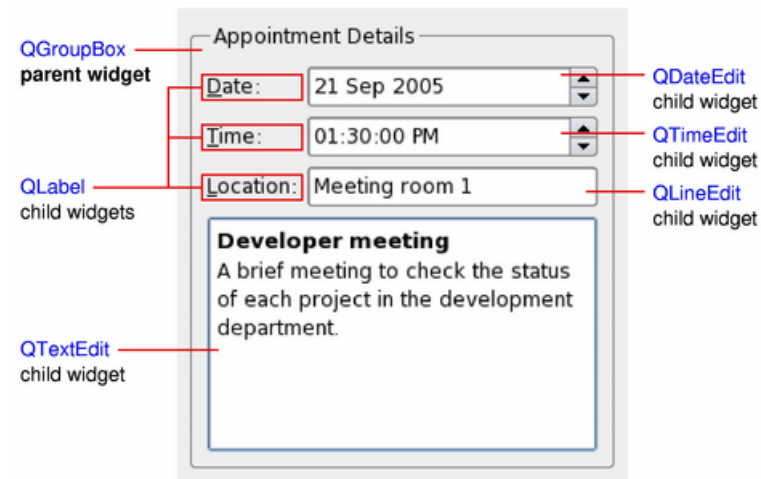 Appointment Details
QGroupBox
parent widget
Date:
21 Sep 2005
QDateEdit
child widget
Time:
01:30:00 PM
QTimeEdit
child widget
QLabel
child widgets
Location:
Meeting room 1
QLineEdit
child widget
Developer meeting
A brief meeting to check the status
of each project in the development
department.
QTextEdit
child widget